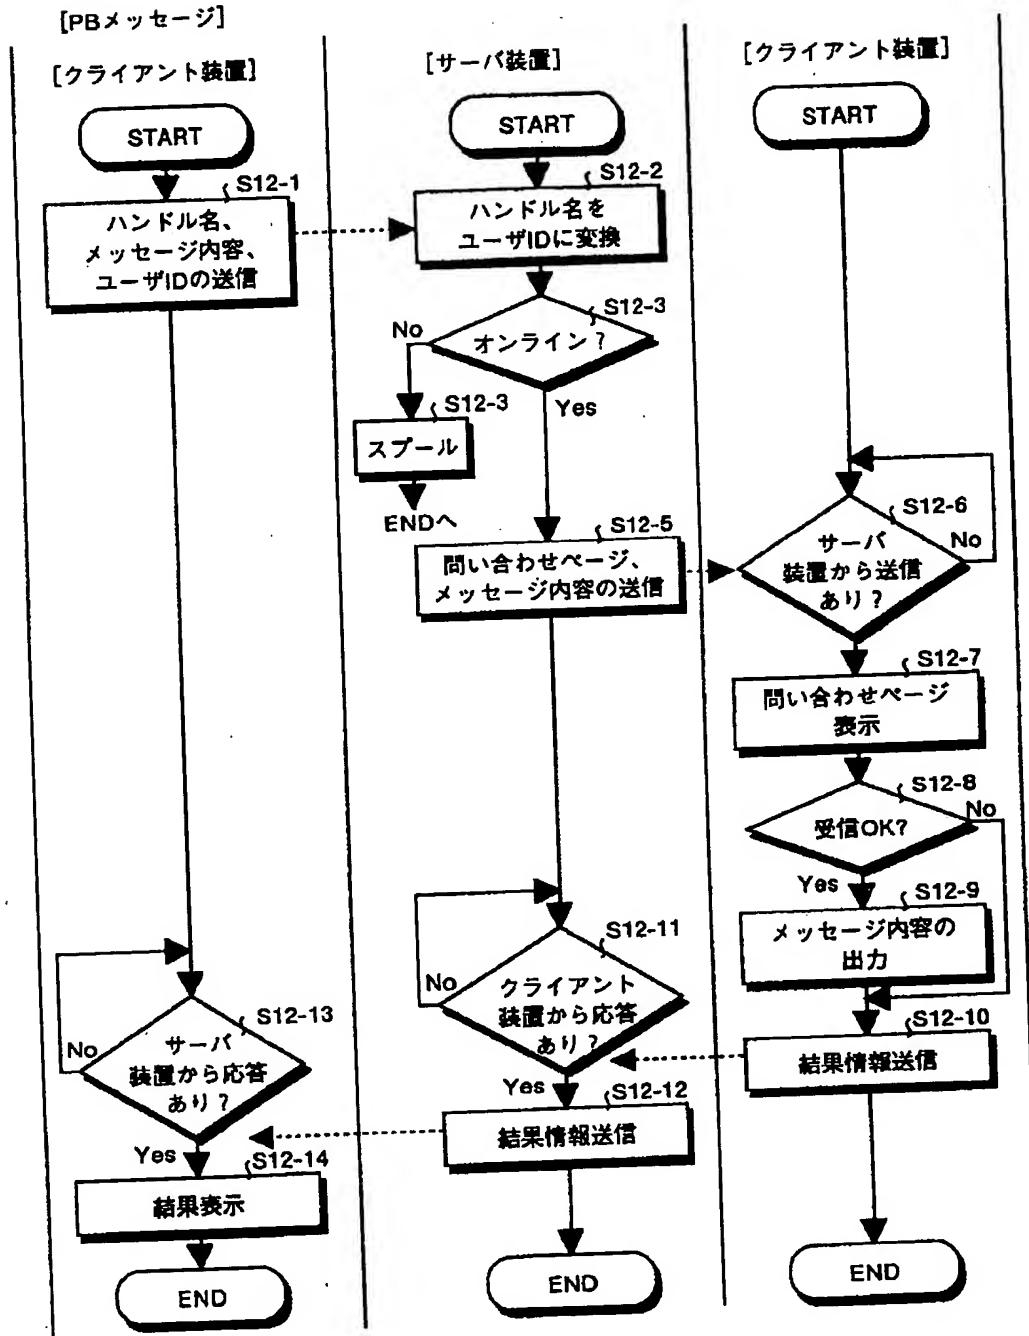 [PBメッセージ]
[クライアント装置]
START
S12-1
ハンドル名、
メッセージ内容、
ユーザIDの送信
No
S12-13
サーバ
装置から応答
あり?
Yes
S12-14
結果表示
END
[サーバ装置]
START
S12-2
ハンドル名を
ユーザIDに変換
S12-3
オンライン?
No
Yes
S12-3
スプール
ENDへ
S12-5
問い合わせページ、
メッセージ内容の送信
S12-11
No
クライアント
装置から応答
あり?
Yes
S12-12
結果情報送信
END
[クライアント装置]
START
S12-6
サーバ
装置から送信
あり?
No
S12-7
問い合わせページ
表示
S12-8
受信OK?
No
Yes
S12-9
メッセージ内容の
出力
S12-10
結果情報送信
END